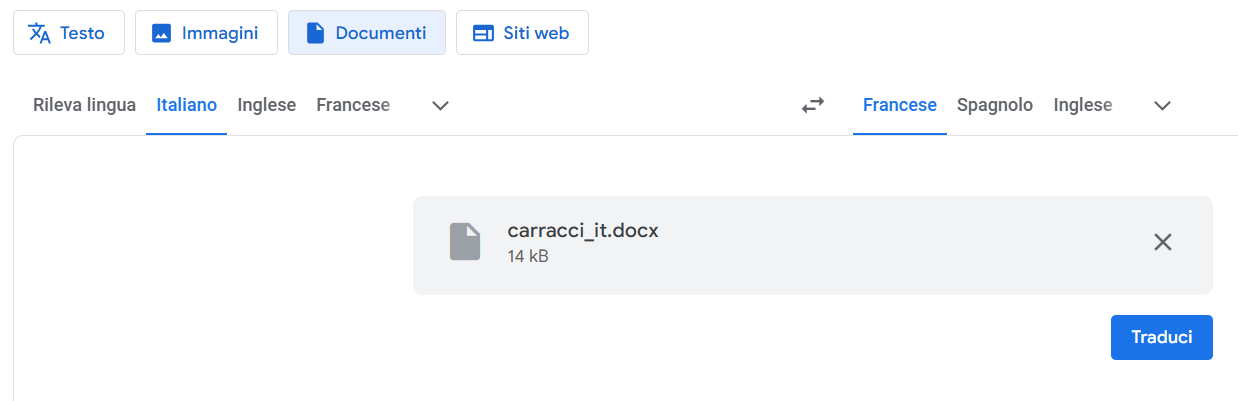 Testo Immagini Documenti Siti web
Rileva lingua Italiano Inglese Francese Francese Spagnolo Inglese
carracci_it.docx
14 kB
Traduci